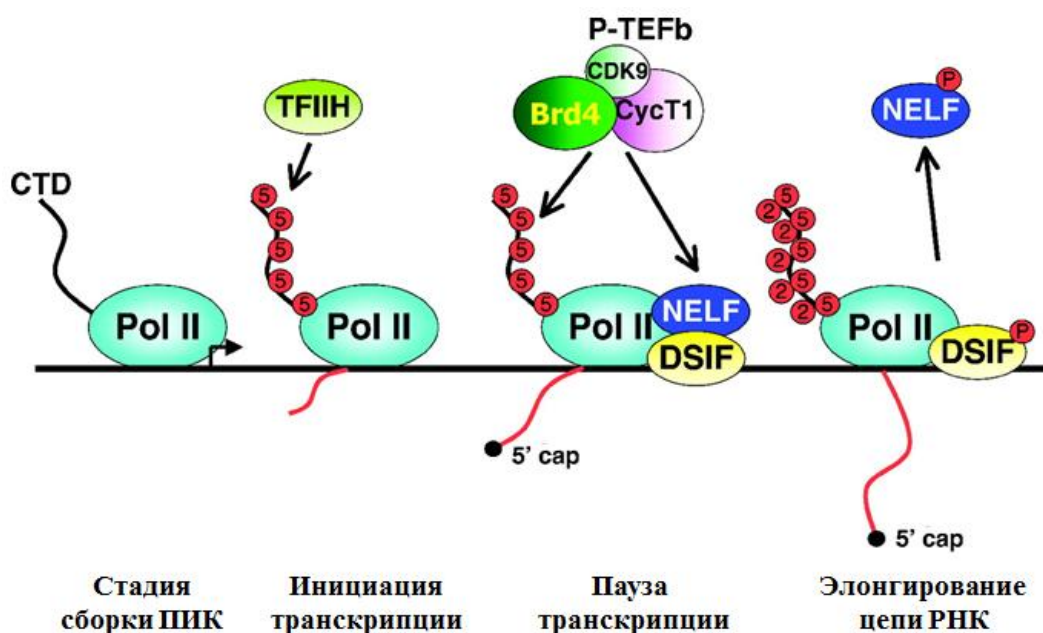 P-TEFb
CDK9
TFIIH
Brd4
CycT1
P
NELF
CTD
5
5
5
5
5
5
5
5
5
5
2
5
2
5
2
5
2
5
2
5
Pol II
Pol II
Pol II
NELF
DSIF
Pol II
DSIF
P
5' cap
5' cap
Стадия
сборки ПИК
Инициация
транскрипции
Пауза
транскрипции
Элонгирование
цепи РНК